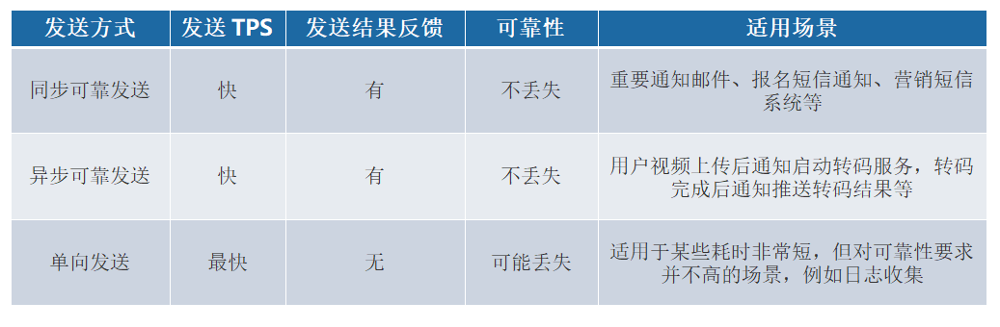 发送方式 发送 TPS 发送结果反馈 可靠性 适用场景
同步可靠发送 快 有 不丢失 重要通知邮件、报名短信通知、营销短信
系统等
异步可靠发送 快 有 不丢失 用户视频上传后通知启动转码服务，转码
完成后通知推送转码结果等
单向发送 最快 无 可能丢失 适用于某些耗时非常短，但对可靠性要求
并不高的场景，例如日志收集